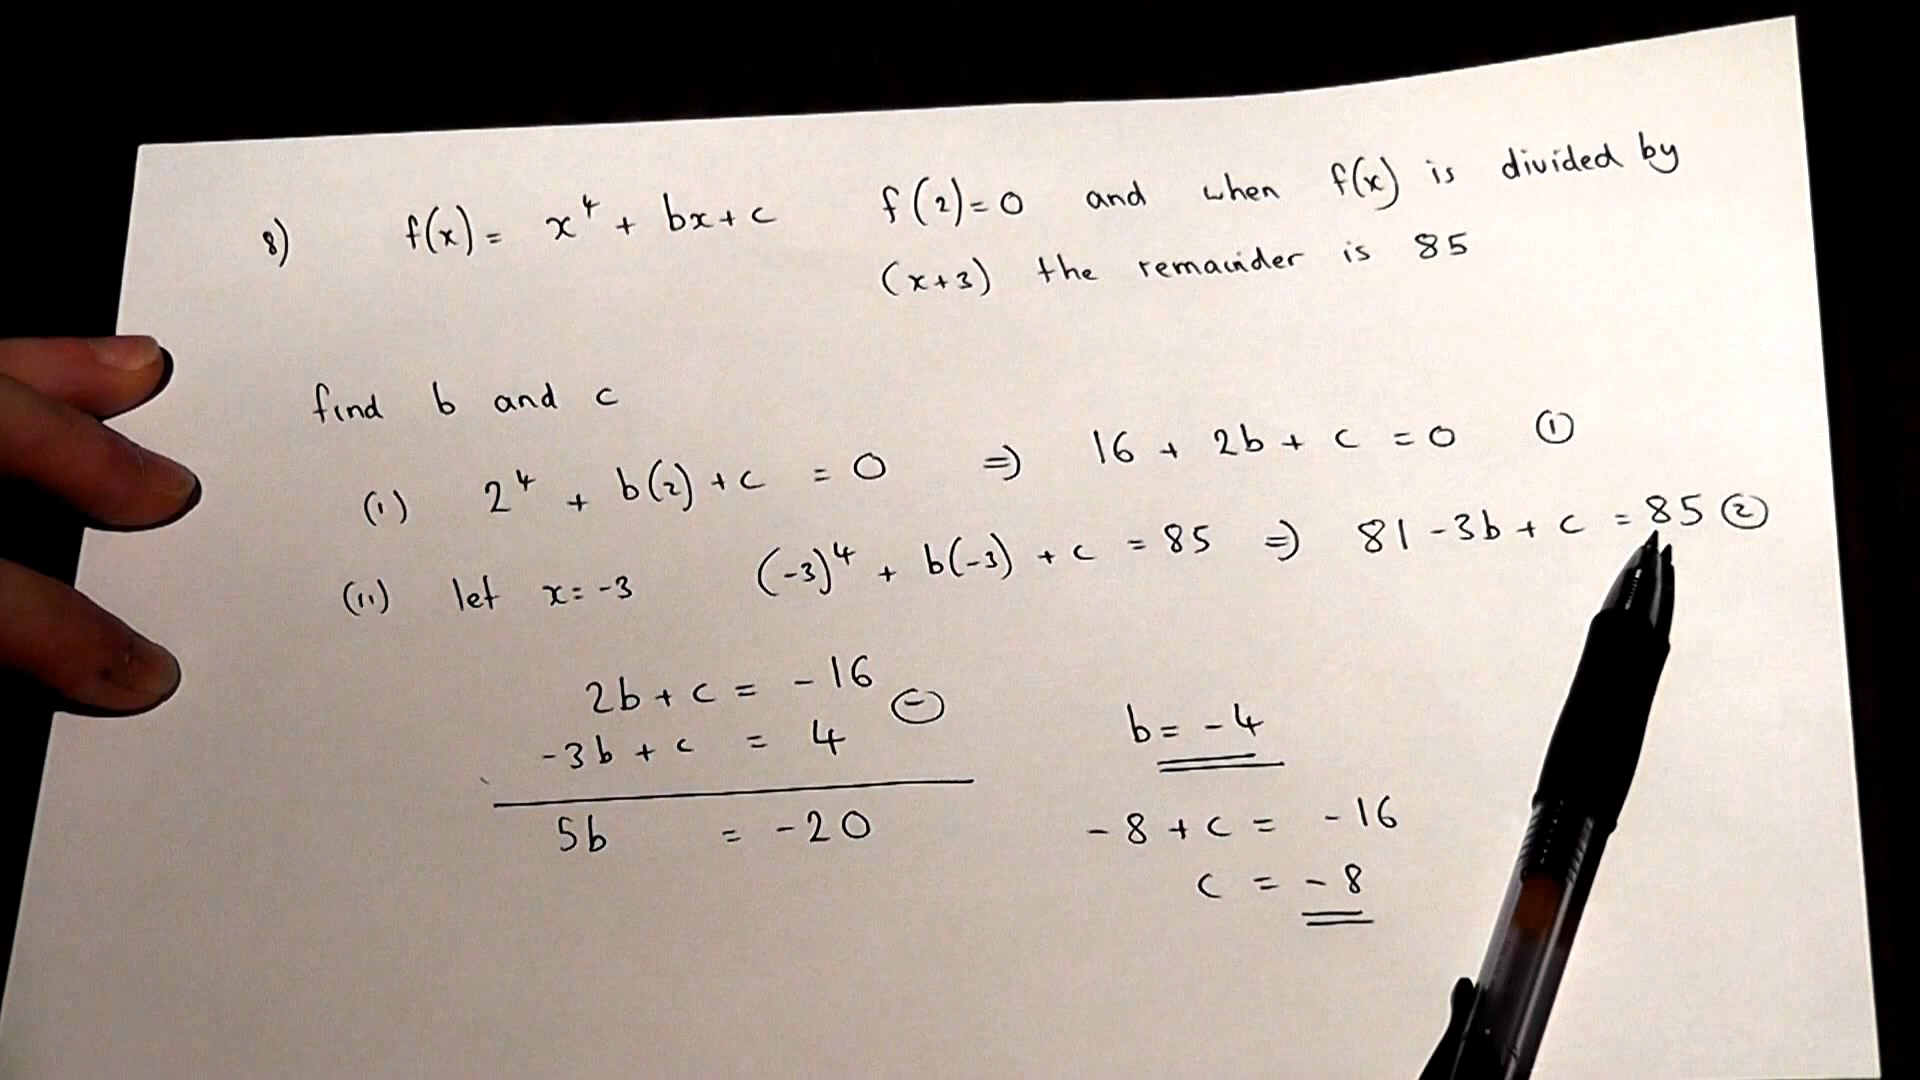 8) f(x) = x⁴ + bx + c f(2) = 0 and when f(x) is divided by
(x+3) the remainder is 85
find b and c
(i) 2⁴ + b(2) + c = 0 ⇒ 16 + 2b + c = 0 ①
(ii) let x = -3 (-3)⁴ + b(-3) + c = 85 ⇒ 81 - 3b + c = 85 ②
2b + c = -16
-3b + c = 4 ⊖
5b = -20
b = -4
-8 + c = -16
c = -8